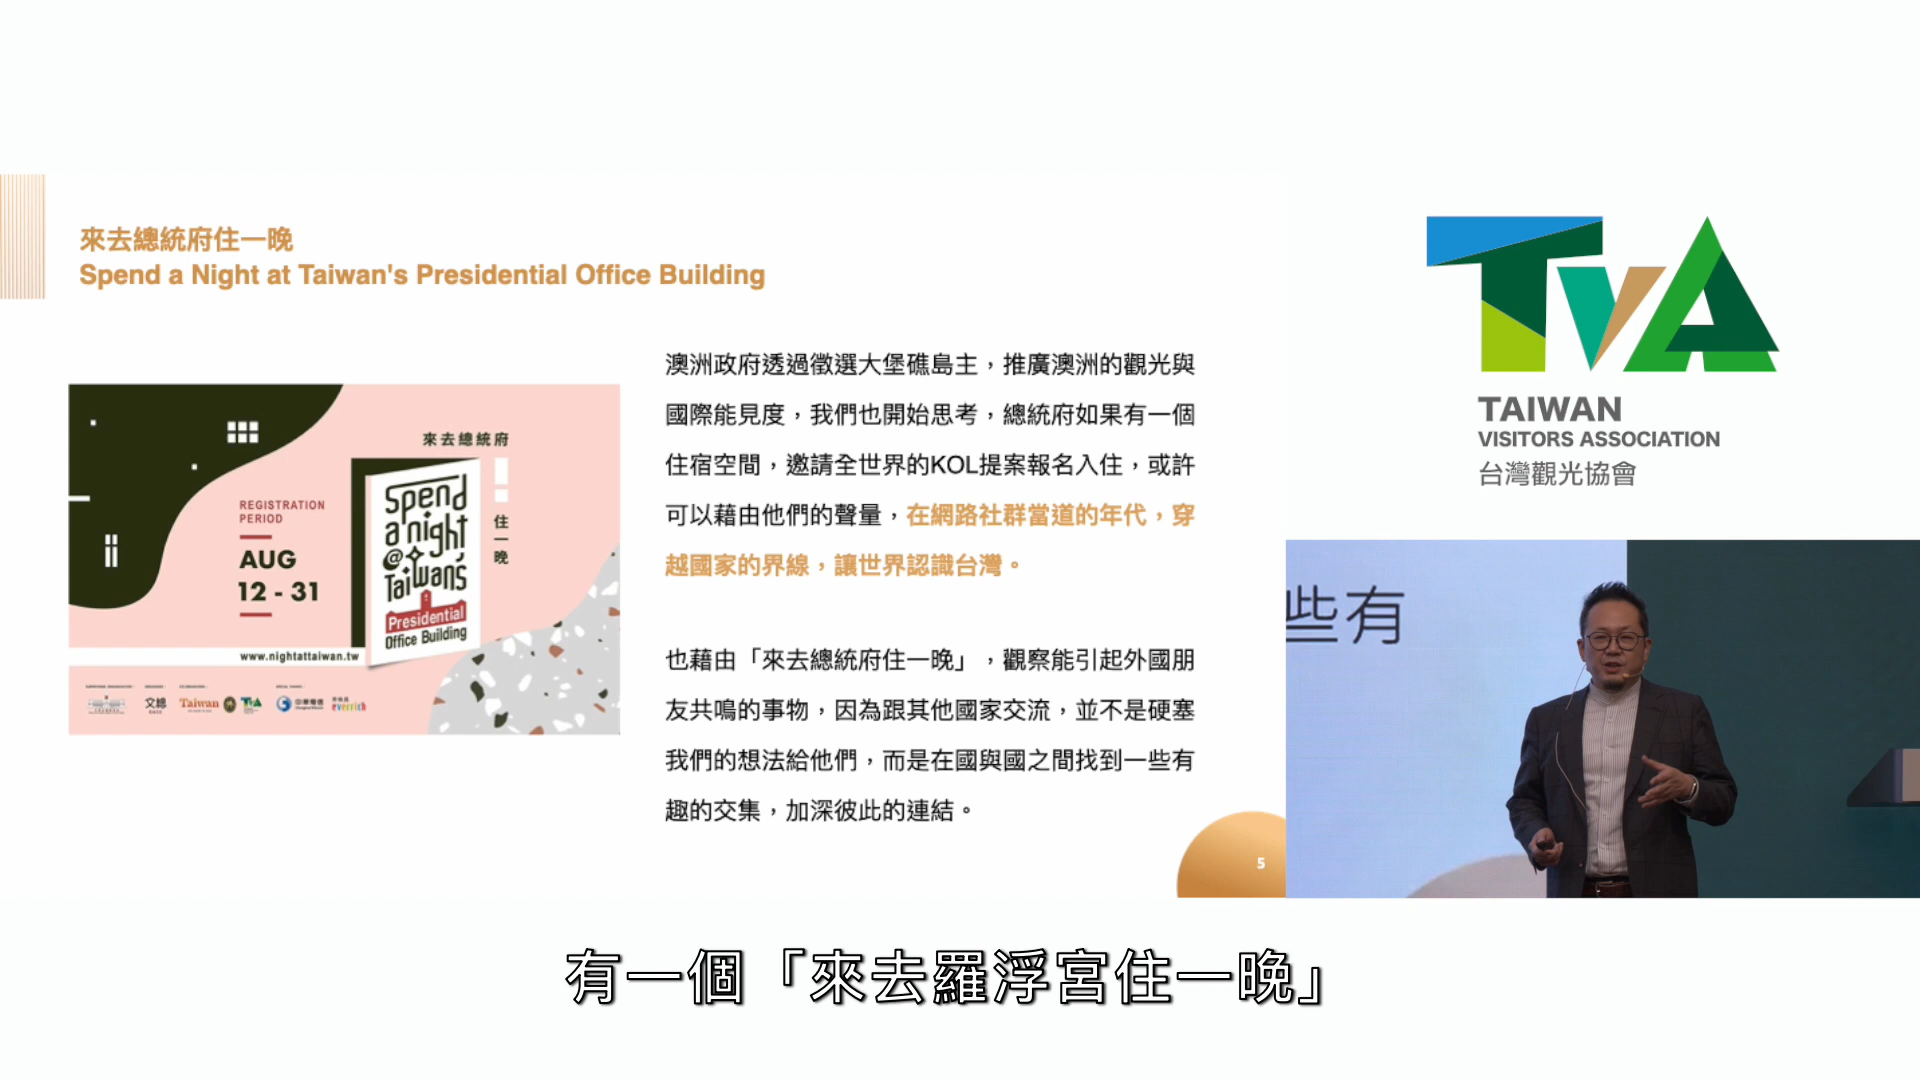 來去總統府住一晚
Spend a Night at Taiwan's Presidential Office Building
來去總統府
住一晚
REGISTRATION
PERIOD
AUG
12 - 31
Spend
a night
@
Taiwan's
Presidential
Office Building
www.nightattaiwan.tw
文總
Taiwan
TVA
中華電信
everrich
澳洲政府透過徵選大堡礁島主，推廣澳洲的觀光與
國際能見度，我們也開始思考，總統府如果有一個
住宿空間，邀請全世界的KOL提案報名入住，或許
可以藉由他們的聲量，在網路社群當道的年代，穿
越國家的界線，讓世界認識台灣。
也藉由「來去總統府住一晚」，觀察能引起外國朋
友共鳴的事物，因為跟其他國家交流，並不是硬塞
我們的想法給他們，而是在國與國之間找到一些有
趣的交集，加深彼此的連結。
5
TVA
TAIWAN
VISITORS ASSOCIATION
台灣觀光協會
些有
有一個「來去羅浮宮住一晚」